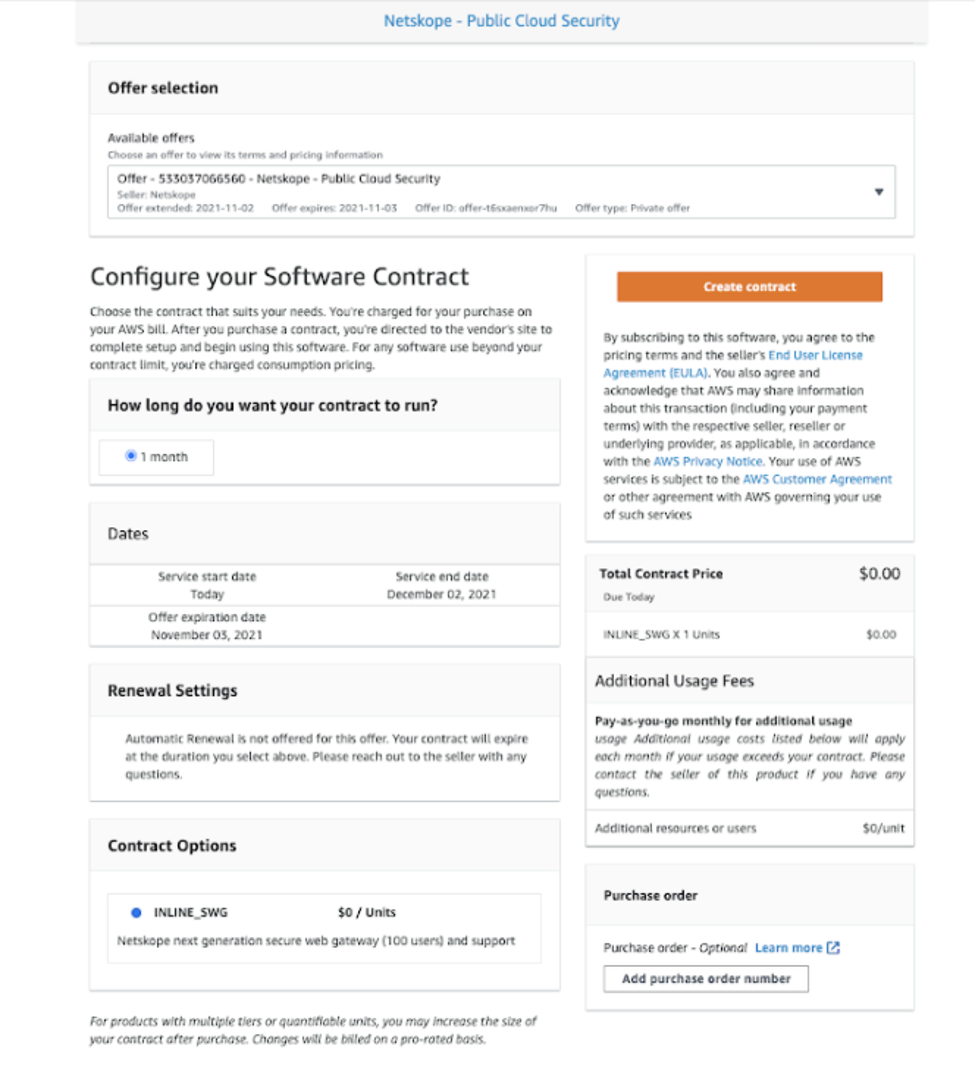 Netskope - Public Cloud Security
Offer selection
Available offers
Choose an offer to view its terms and pricing information
Offer - 533037066560 - Netskope - Public Cloud Security
Seller: Netskope
Offer extended: 2021-11-02 Offer expires: 2021-11-03 Offer ID: offer-t6sxaenxor7hu Offer type: Private offer
Configure your Software Contract
Choose the contract that suits your needs. You're charged for your purchase on
your AWS bill. After you purchase a contract, you're directed to the vendor's site to
complete setup and begin using this software. For any software use beyond your
contract limit, you're charged consumption pricing.
How long do you want your contract to run?
1 month
Dates
Service start date Service end date
Today December 02, 2021
Offer expiration date
November 03, 2021
Renewal Settings
Automatic Renewal is not offered for this offer. Your contract will expire
at the duration you select above. Please reach out to the seller with any
questions.
Contract Options
INLINE_SWG $0 / Units
Netskope next generation secure web gateway (100 users) and support
For products with multiple tiers or quantifiable units, you may increase the size of
your contract after purchase. Changes will be billed on a pro-rated basis.
Create contract
By subscribing to this software, you agree to the
pricing terms and the seller's End User License
Agreement (EULA). You also agree and
acknowledge that AWS may share information
about this transaction (including your payment
terms) with the respective seller, reseller or
underlying provider, as applicable, in accordance
with the AWS Privacy Notice. Your use of AWS
services is subject to the AWS Customer Agreement
or other agreement with AWS governing your use
of such services
Total Contract Price $0.00
Due Today
INLINE_SWG X 1 Units $0.00
Additional Usage Fees
Pay-as-you-go monthly for additional usage
usage Additional usage costs listed below will apply
each month if your usage exceeds your contract. Please
contact the seller of this product if you have any
questions.
Additional resources or users $0/unit
Purchase order
Purchase order - Optional Learn more
Add purchase order number